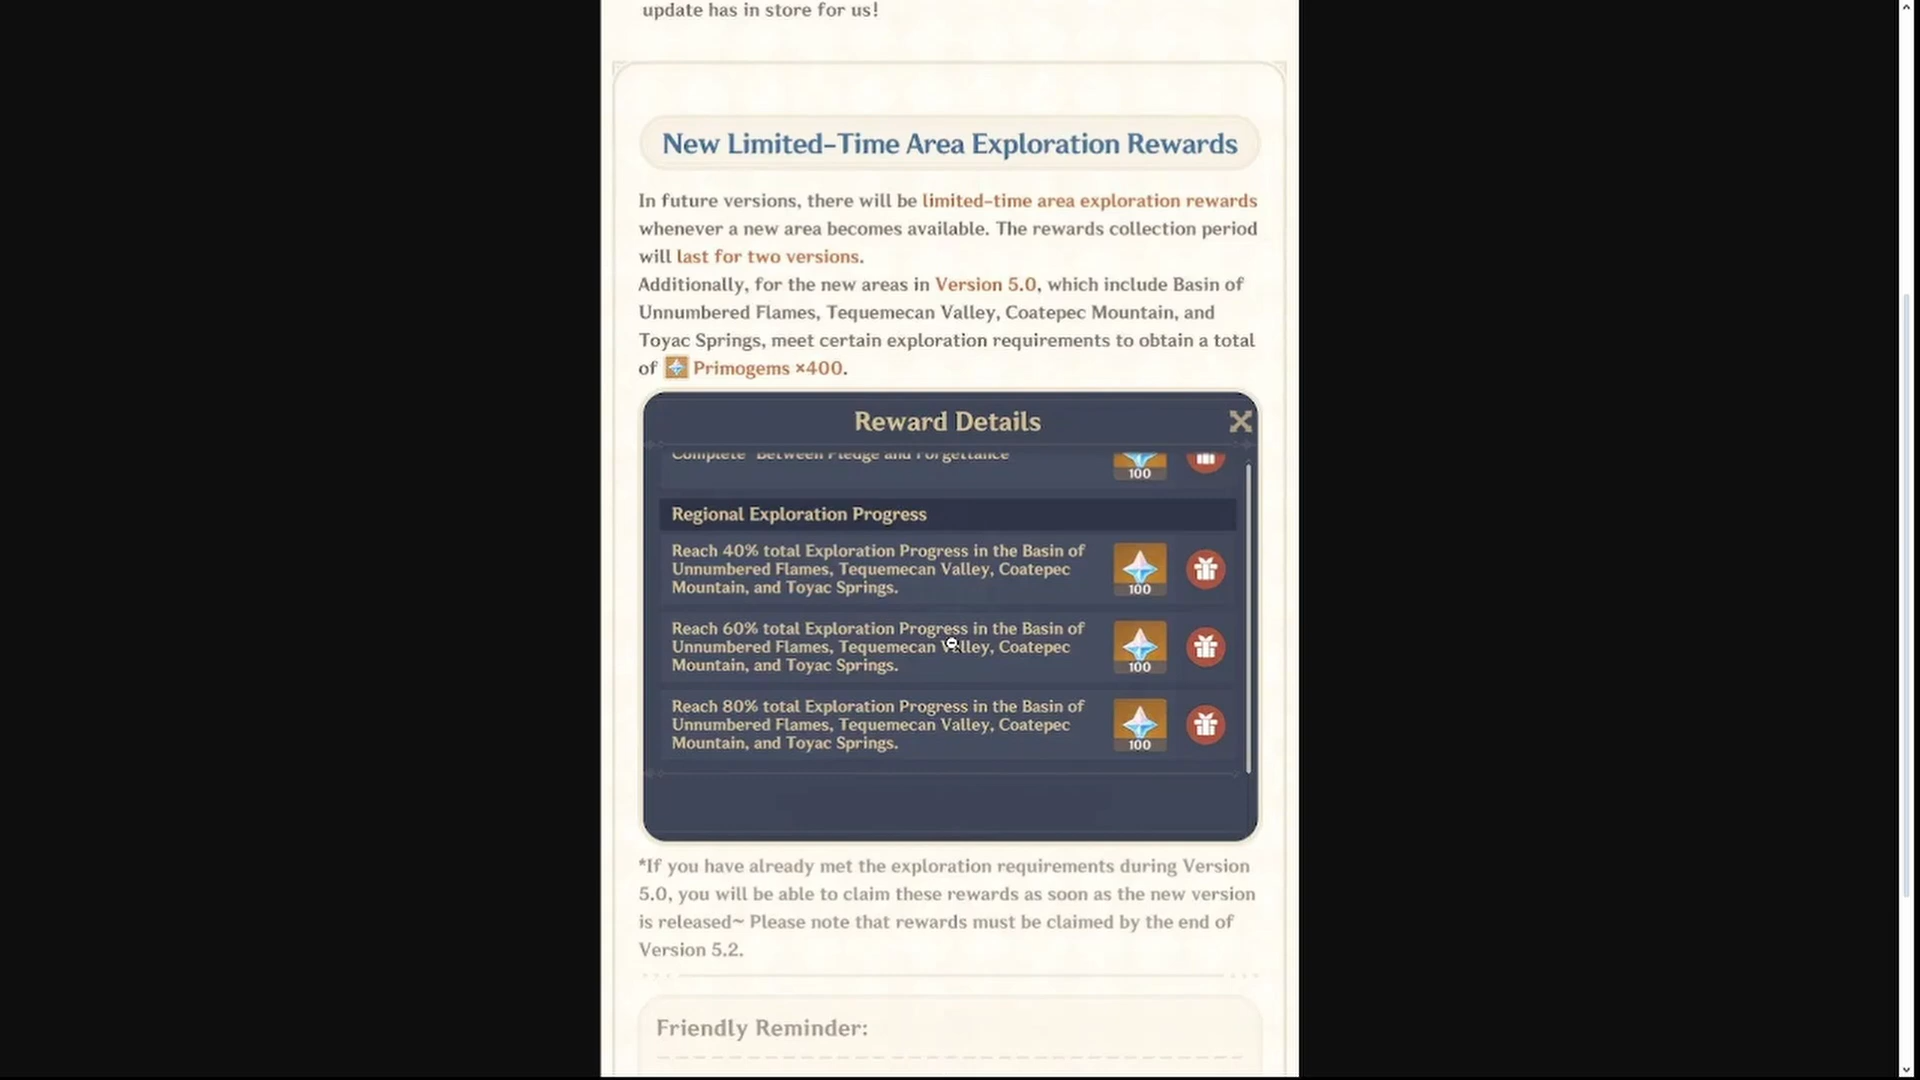 update has in store for us!
New Limited-Time Area Exploration Rewards
In future versions, there will be limited-time area exploration rewards
whenever a new area becomes available. The rewards collection period
will last for two versions.
Additionally, for the new areas in Version 5.0, which include Basin of
Unnumbered Flames, Tequemecan Valley, Coatepec Mountain, and
Toyac Springs, meet certain exploration requirements to obtain a total
of Primogems ×400.
Reward Details
Complete "Between Pledge and Forgettance"
100
Regional Exploration Progress
Reach 40% total Exploration Progress in the Basin of
Unnumbered Flames, Tequemecan Valley, Coatepec
Mountain, and Toyac Springs.
100
Reach 60% total Exploration Progress in the Basin of
Unnumbered Flames, Tequemecan Valley, Coatepec
Mountain, and Toyac Springs.
100
Reach 80% total Exploration Progress in the Basin of
Unnumbered Flames, Tequemecan Valley, Coatepec
Mountain, and Toyac Springs.
100
*If you have already met the exploration requirements during Version
5.0, you will be able to claim these rewards as soon as the new version
is released~ Please note that rewards must be claimed by the end of
Version 5.2.
Friendly Reminder: